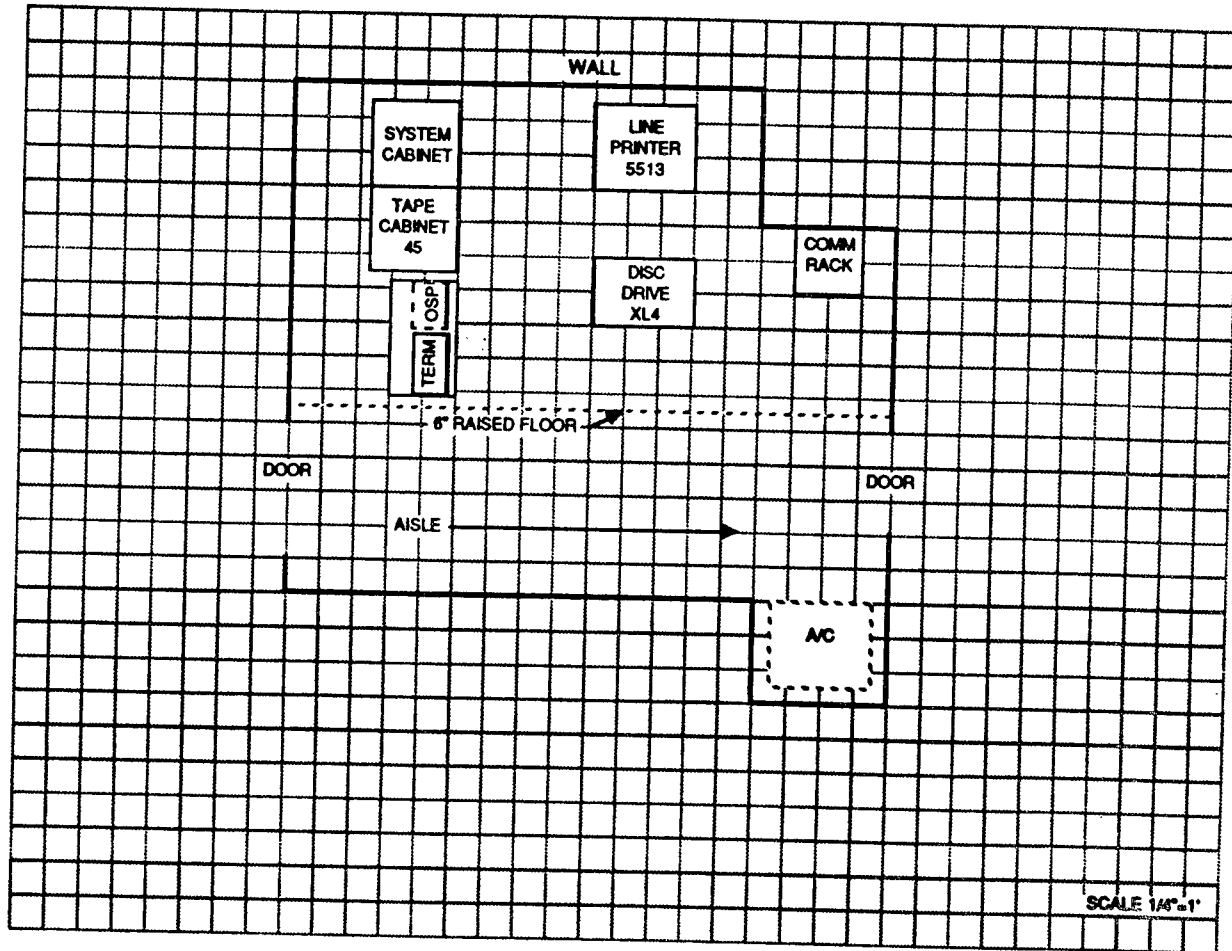 WALL
SYSTEM
CABINET
LINE
PRINTER
5513
TAPE
CABINET
45
COMM
RACK
DISC
DRIVE
XL4
OSP
TERM
6" RAISED FLOOR
DOOR
DOOR
AISLE
A/C
SCALE 1/4"=1'